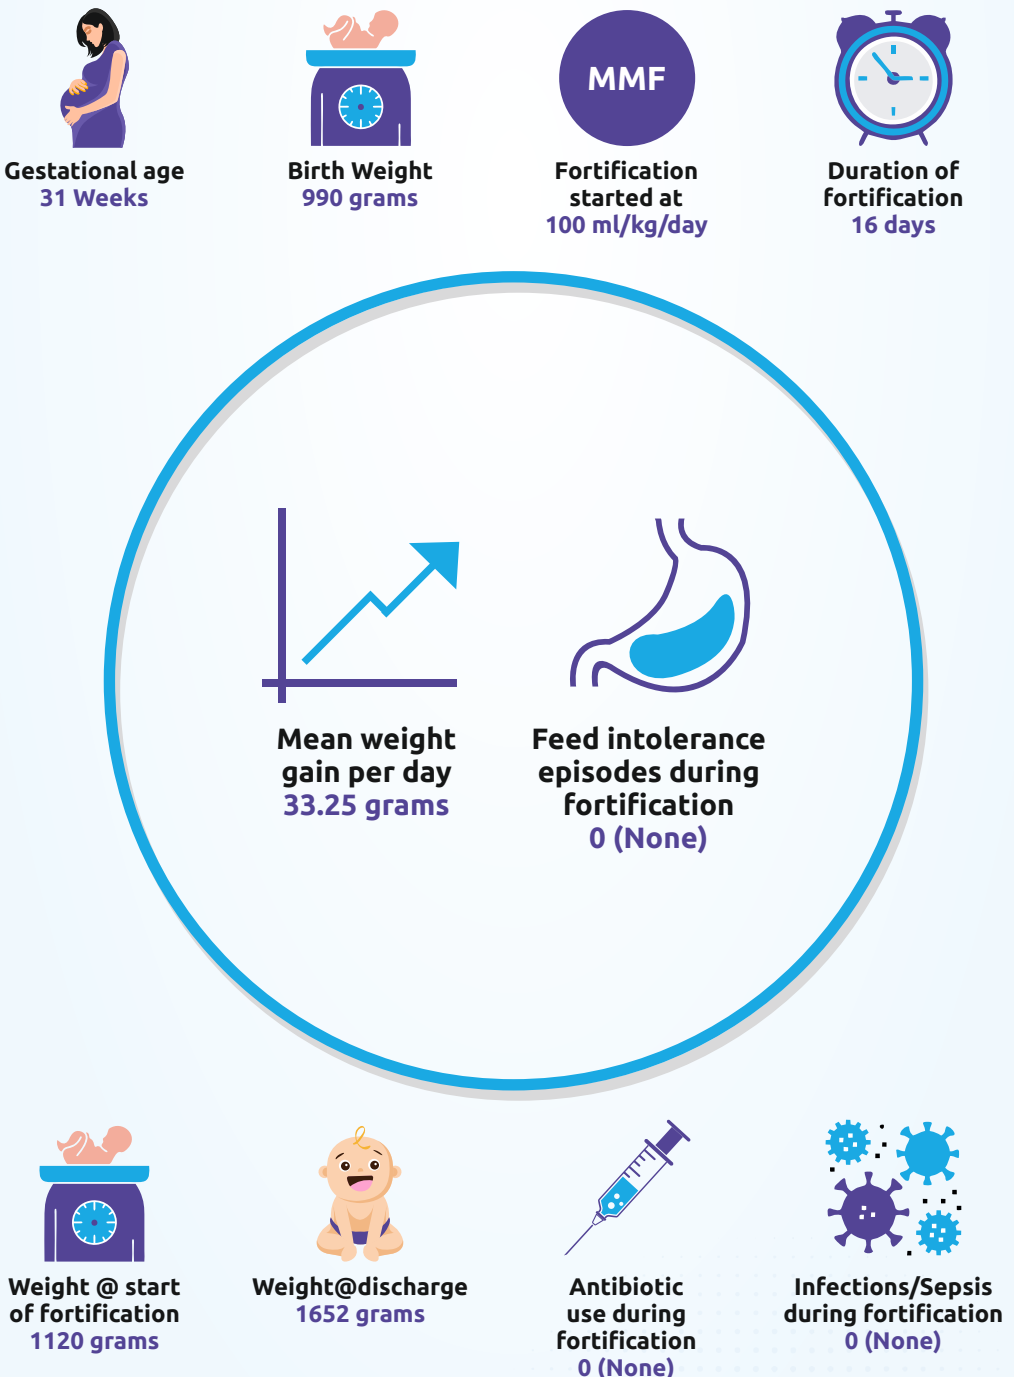 MMF
Gestational age
31 Weeks
Birth Weight
990 grams
Fortification
started at
100 ml/kg/day
Duration of
fortification
16 days
Mean weight
gain per day
33.25 grams
Feed intolerance
episodes during
fortification
0 (None)
Weight @ start
of fortification
1120 grams
Weight@discharge
1652 grams
Antibiotic
use during
fortification
0 (None)
Infections/Sepsis
during fortification
0 (None)